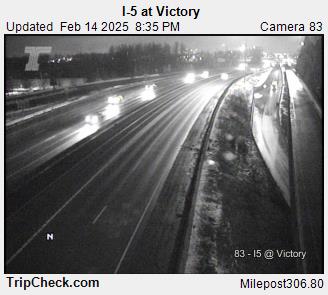 I-5 at Victory
Updated Feb 14 2025 8:35 PM Camera 83
T
N
83 - I5 @ Victory
TripCheck.com Milepost306.80